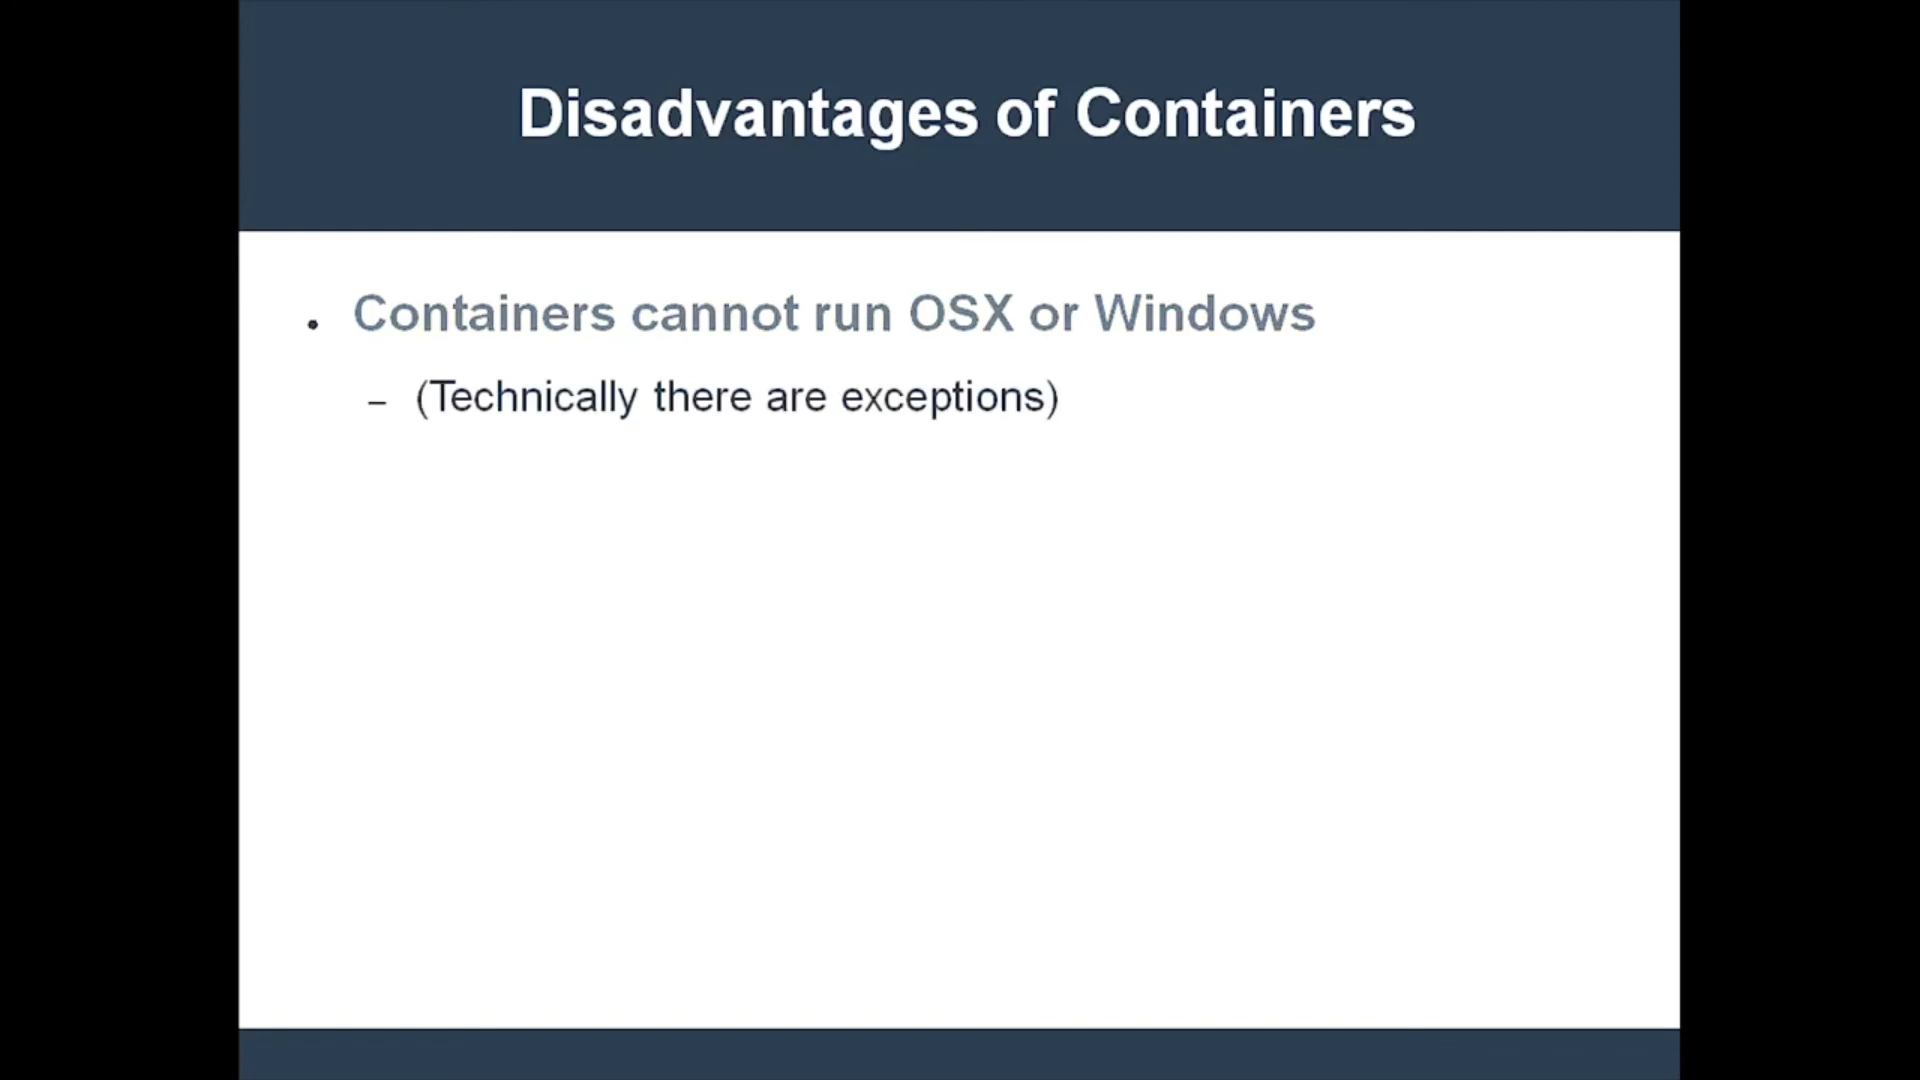 Disadvantages of Containers
• Containers cannot run OSX or Windows
– (Technically there are exceptions)